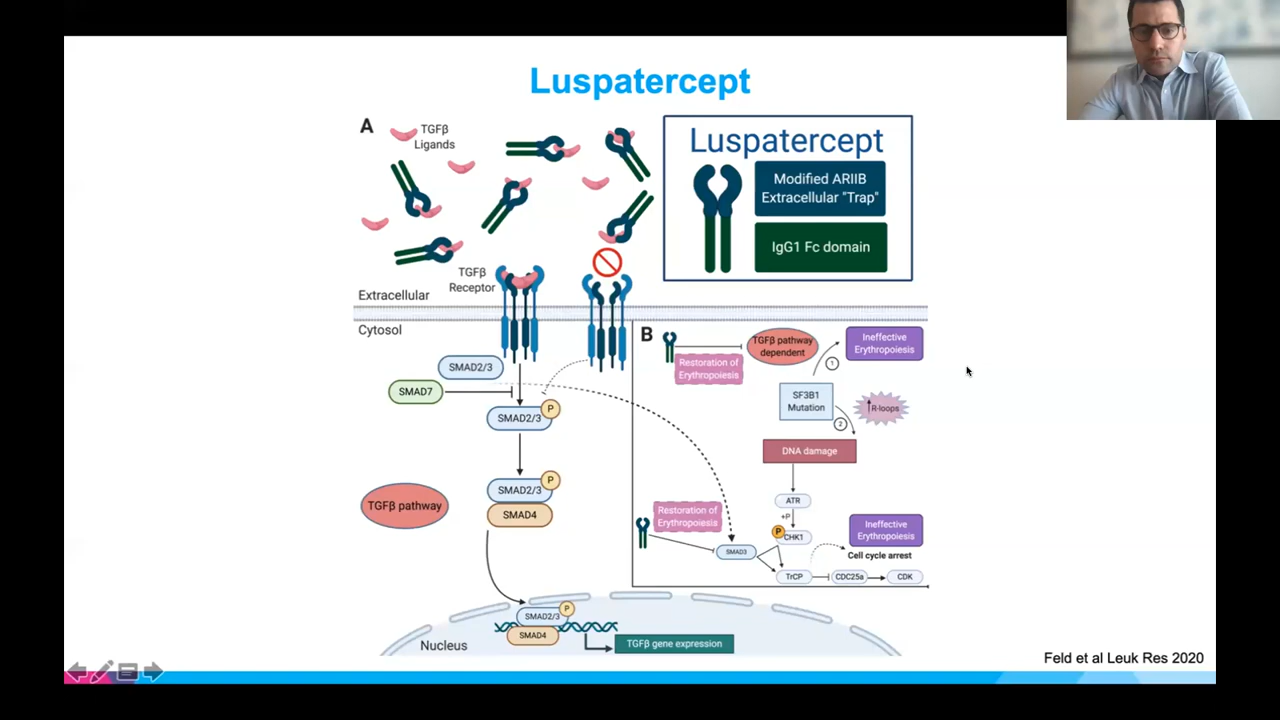 Luspatercept
A
TGFβ
Ligands
Luspatercept
Modified ARIIB
Extracellular "Trap"
IgG1 Fc domain
TGFβ
Receptor
Extracellular
Cytosol
SMAD2/3
SMAD7
P
SMAD2/3
P
SMAD2/3
SMAD4
TGFβ pathway
P
SMAD2/3
SMAD4
Nucleus
TGFβ gene expression
B
Restoration of
Erythropoiesis
TGFβ pathway
dependent
Ineffective
Erythropoiesis
1
SF3B1
Mutation
R-loops
2
DNA damage
ATR
+P
P
CHK1
Restoration of
Erythropoiesis
SMAD3
Ineffective
Erythropoiesis
Cell cycle arrest
TrCP
CDC25a
CDK
Feld et al Leuk Res 2020